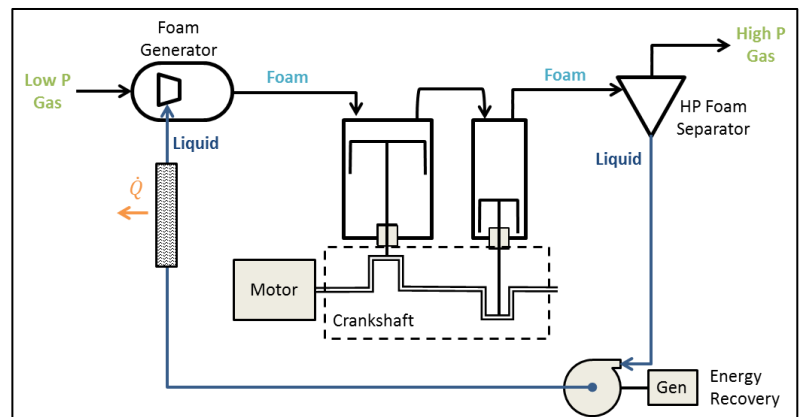 Foam
Generator
Low P
Gas
Foam
Foam
High P
Gas
HP Foam
Separator
Liquid
Liquid
Q̇
Motor
Crankshaft
Gen
Energy
Recovery